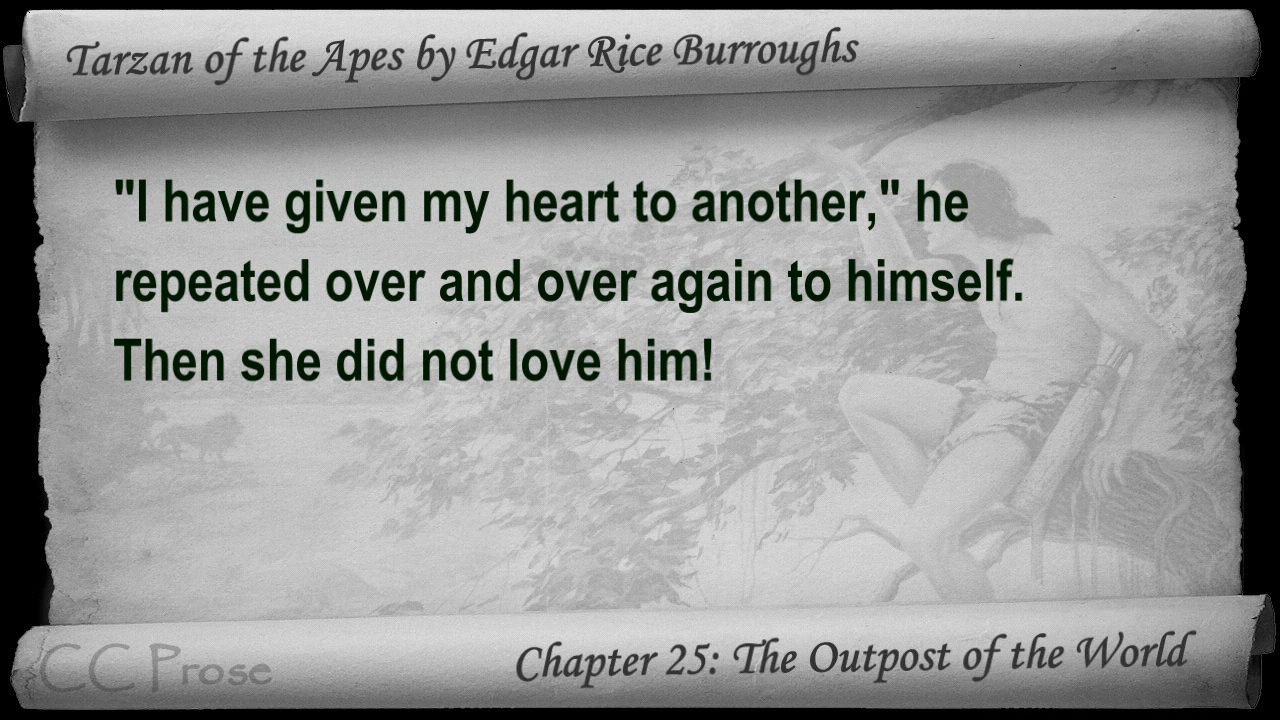 Tarzan of the Apes by Edgar Rice Burroughs
"I have given my heart to another," he
repeated over and over again to himself.
Then she did not love him!
CC Prose
Chapter 25: The Outpost of the World